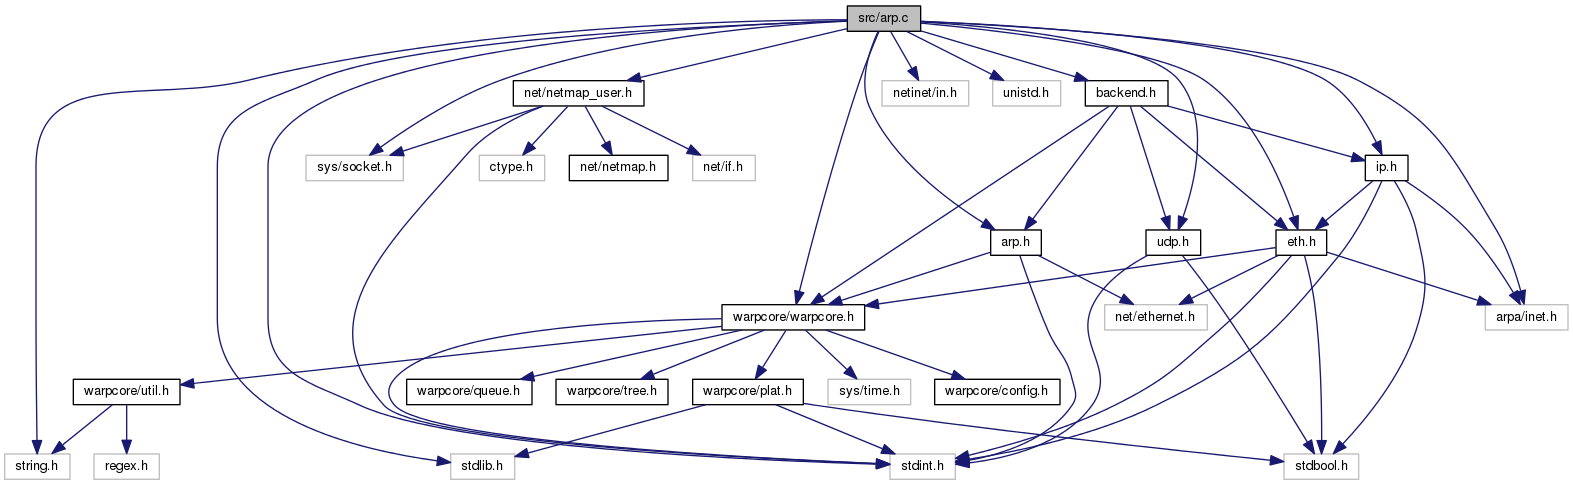 src/arp.c
net/netmap_user.h
netinet/in.h
unistd.h
backend.h
sys/socket.h
ctype.h
net/netmap.h
net/if.h
ip.h
arp.h
udp.h
eth.h
warpcore/warpcore.h
net/ethernet.h
arpa/inet.h
warpcore/util.h
warpcore/queue.h
warpcore/tree.h
warpcore/plat.h
sys/time.h
warpcore/config.h
string.h
regex.h
stdlib.h
stdint.h
stdbool.h